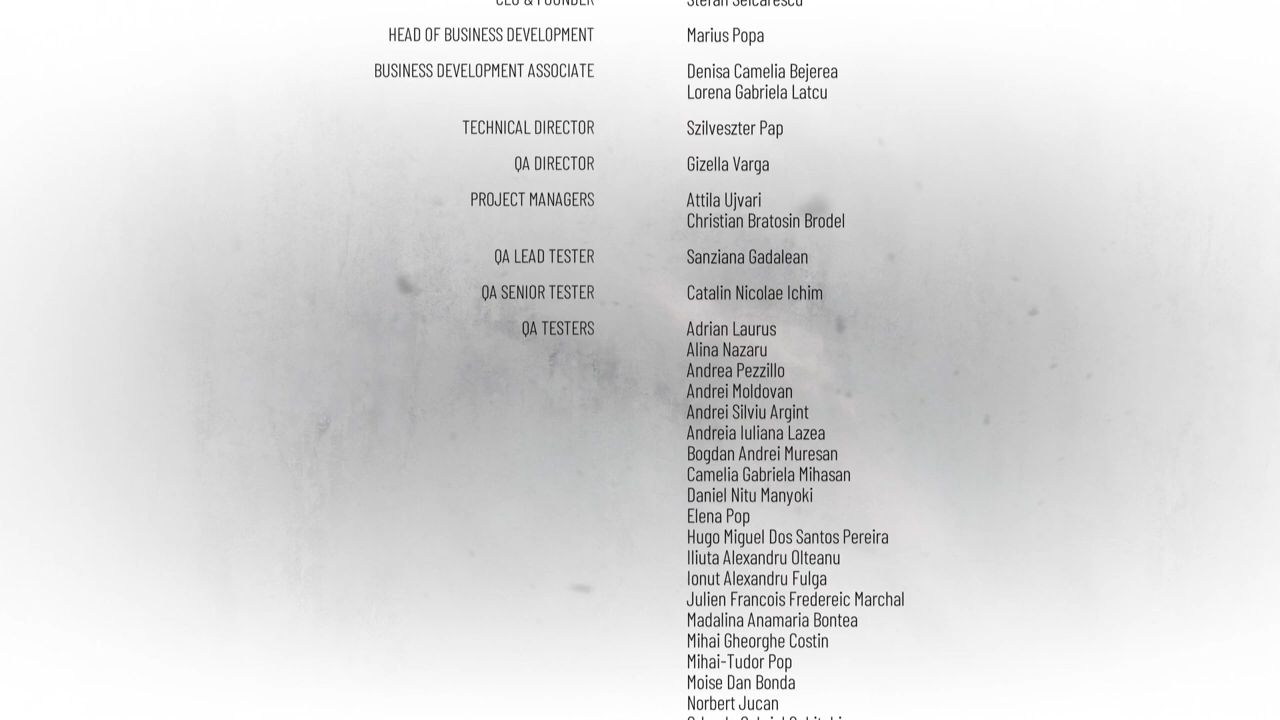 CEO & FOUNDER Stefan Seicarescu
HEAD OF BUSINESS DEVELOPMENT Marius Popa
BUSINESS DEVELOPMENT ASSOCIATE Denisa Camelia Bejerea
Lorena Gabriela Latcu
TECHNICAL DIRECTOR Szilveszter Pap
QA DIRECTOR Gizella Varga
PROJECT MANAGERS Attila Ujvari
Christian Bratosin Brodel
QA LEAD TESTER Sanziana Gadalean
QA SENIOR TESTER Catalin Nicolae Ichim
QA TESTERS Adrian Laurus
Alina Nazaru
Andrea Pezzillo
Andrei Moldovan
Andrei Silviu Argint
Andreia Iuliana Lazea
Bogdan Andrei Muresan
Camelia Gabriela Mihasan
Daniel Nitu Manyoki
Elena Pop
Hugo Miguel Dos Santos Pereira
Iliuta Alexandru Olteanu
Ionut Alexandru Fulga
Julien Francois Fredereic Marchal
Madalina Anamaria Bontea
Mihai Gheorghe Costin
Mihai-Tudor Pop
Moise Dan Bonda
Norbert Jucan